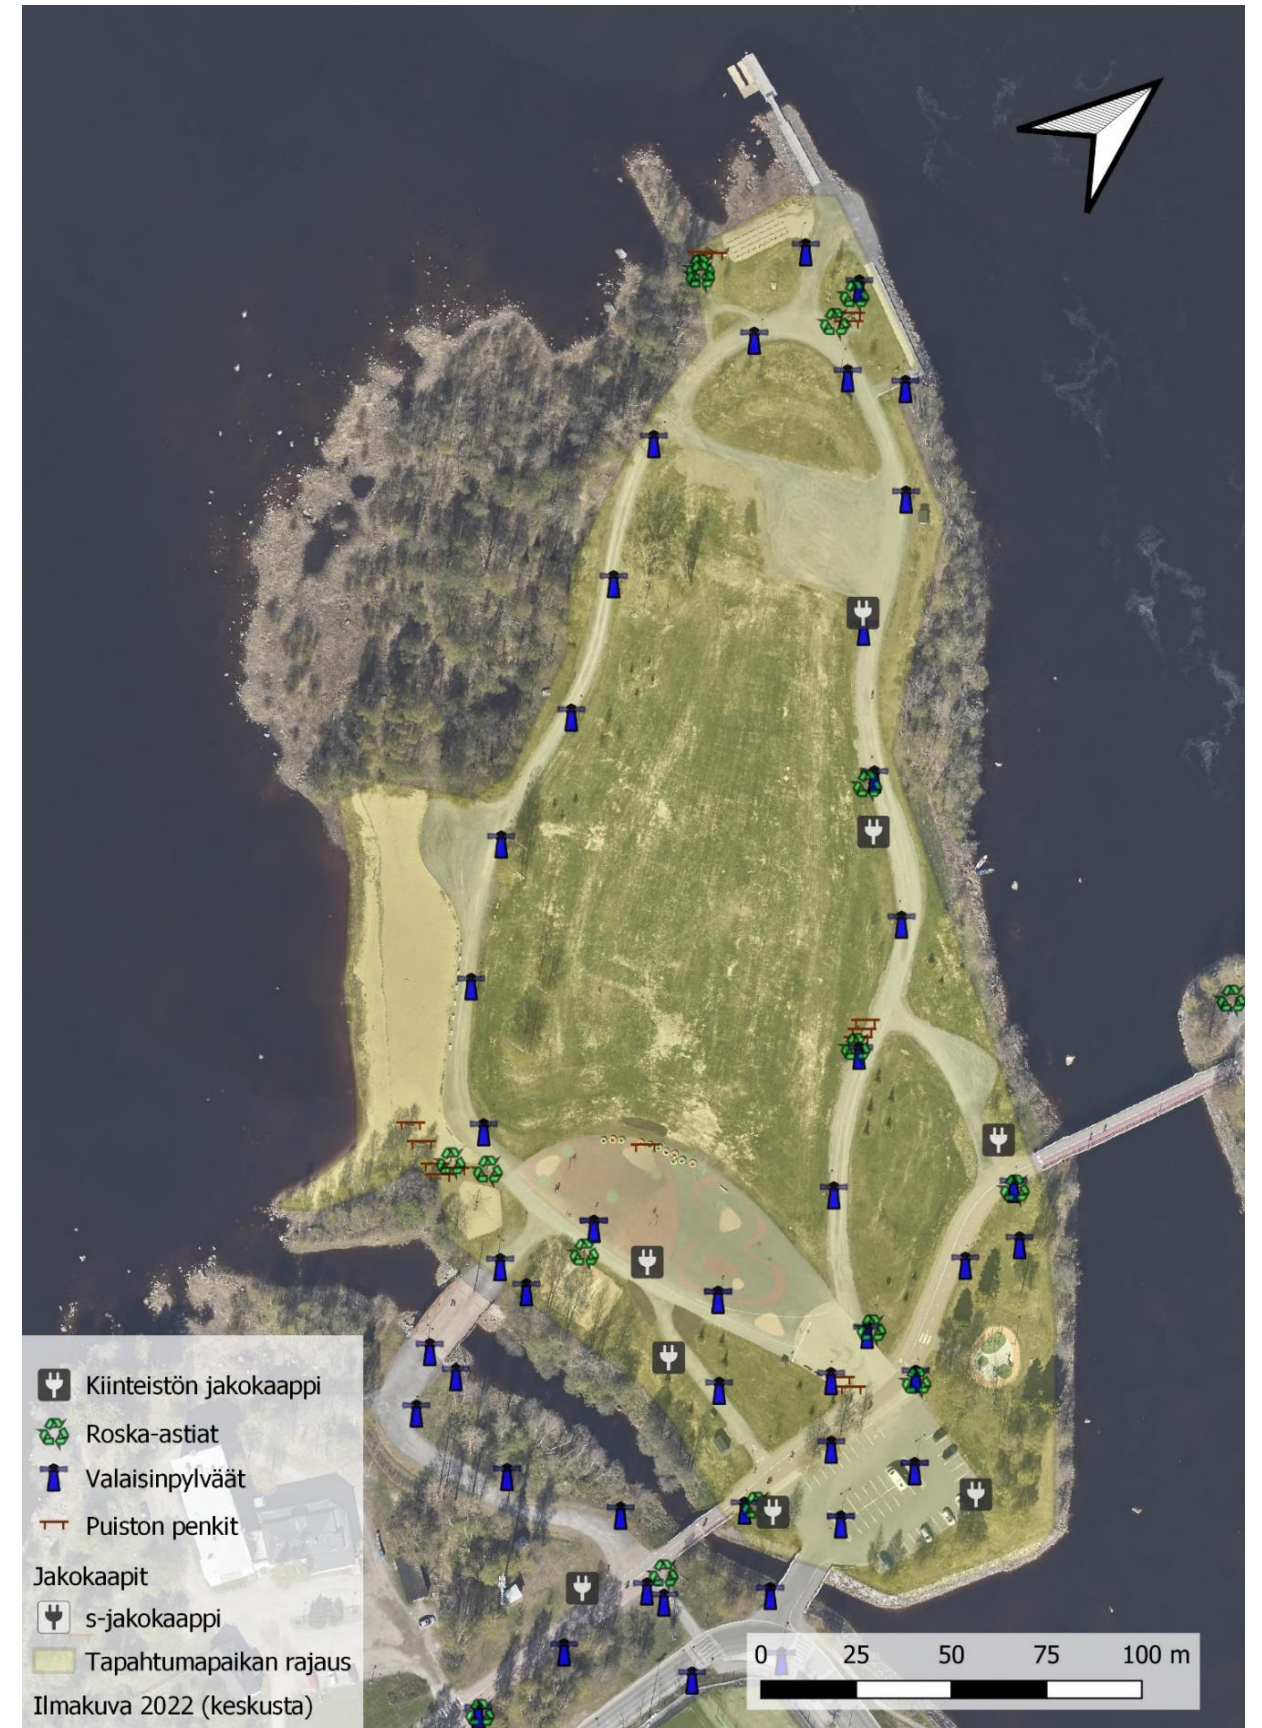 Kiinteistön jakokaappi
Roska-astiat
Valaisinpylväät
Puiston penkit
Jakokaapit
s-jakokaappi
Tapahtumapaikan rajaus
Ilmakuva 2022 (keskusta)
0 25 50 75 100 m